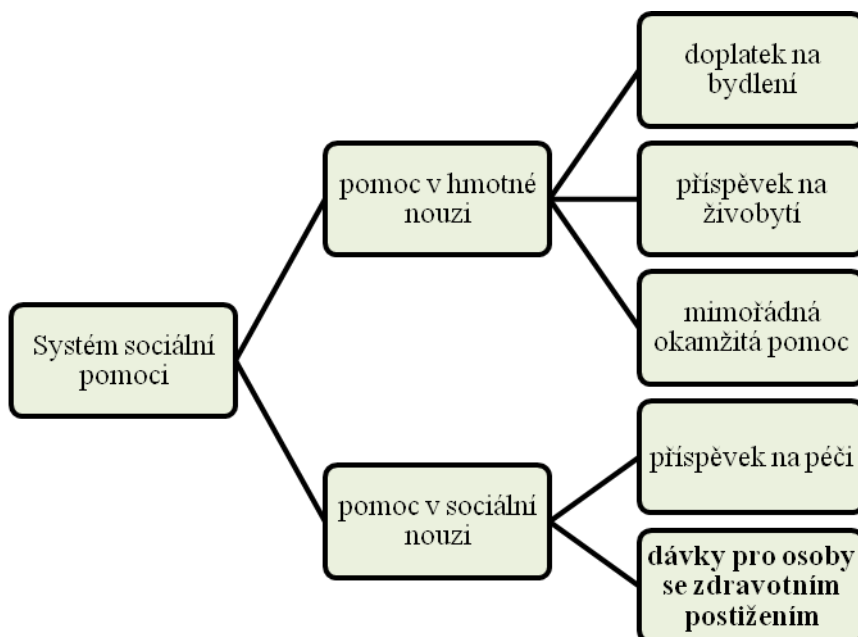 Systém sociální
pomoci
pomoc v hmotné
nouzi
doplatek na
bydlení
příspěvek na
živobytí
mimořádná
okamžitá pomoc
pomoc v sociální
nouzi
příspěvek na péči
dávky pro osoby
se zdravotním
postižením